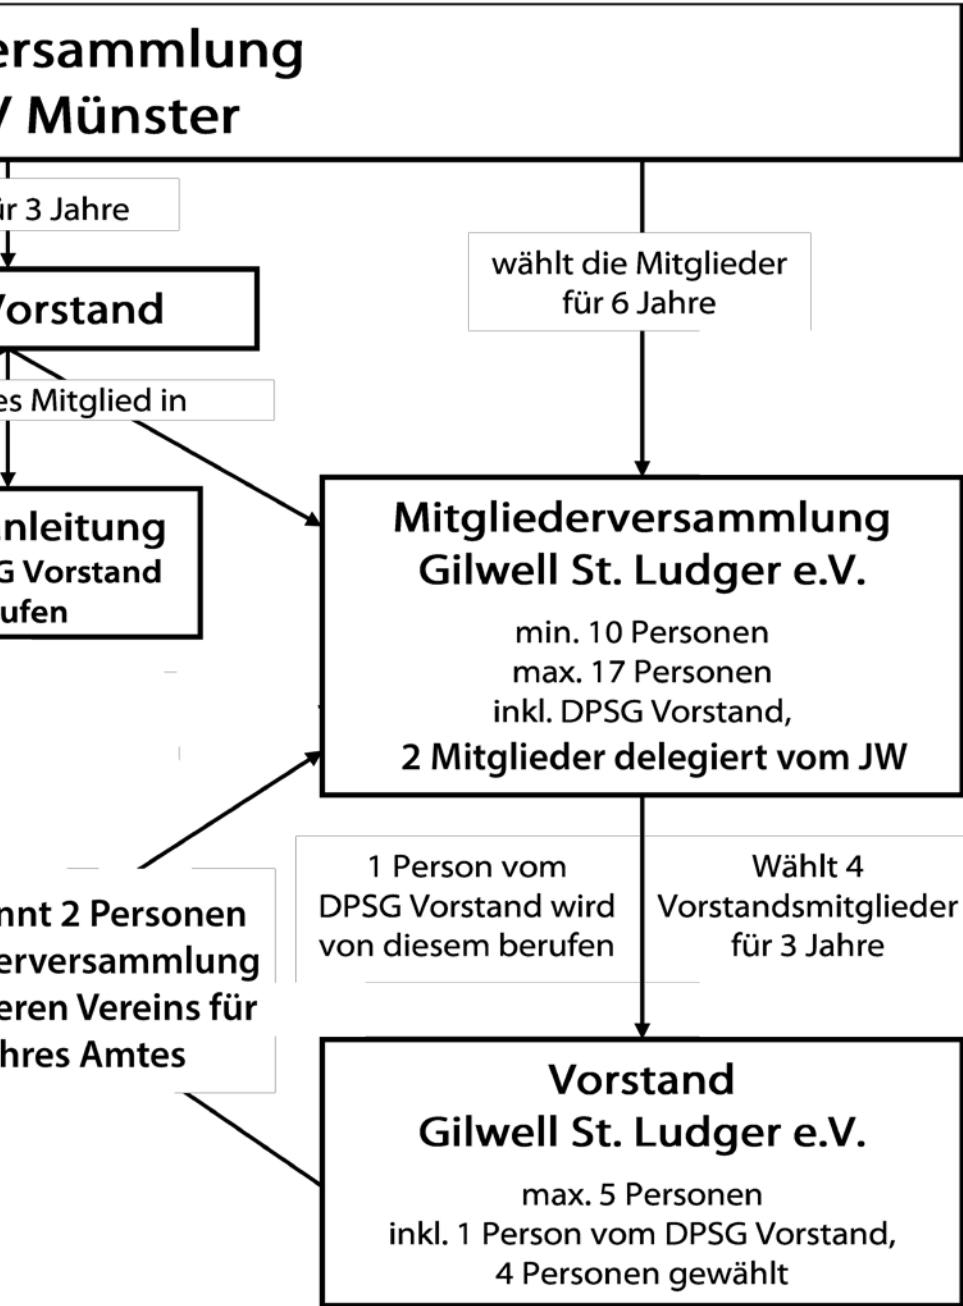 ersammlung
V Münster
ür 3 Jahre
wählt die Mitglieder
für 6 Jahre
Vorstand
es Mitglied in
nleitung
G Vorstand
ufen
Mitgliederversammlung
Gilwell St. Ludger e.V.
min. 10 Personen
max. 17 Personen
inkl. DPSG Vorstand,
2 Mitglieder delegiert vom JW
1 Person vom
DPSG Vorstand wird
von diesem berufen
Wählt 4
Vorstandsmitglieder
für 3 Jahre
nnt 2 Personen
erversammlung
eren Vereins für
hres Amtes
Vorstand
Gilwell St. Ludger e.V.
max. 5 Personen
inkl. 1 Person vom DPSG Vorstand,
4 Personen gewählt